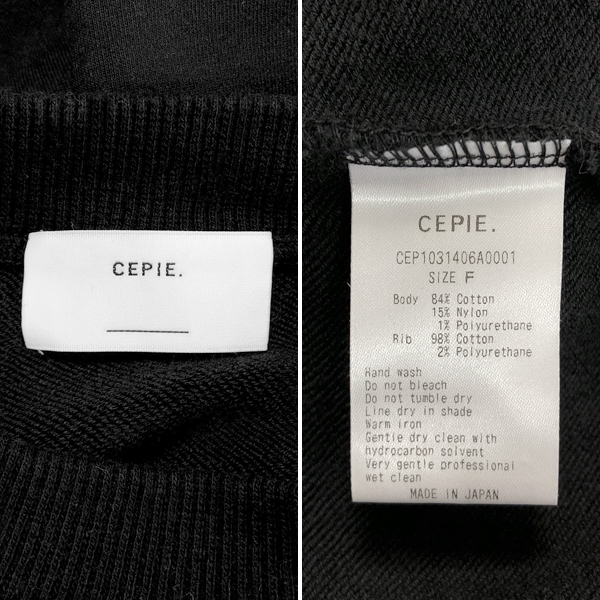 CEPIE.
CEPIE.
CEP1031406A0001
SIZE F
Body 84% Cotton
15% Nylon
1% Polyurethane
Rib 98% Cotton
2% Polyurethane
Hand wash
Do not bleach
Do not tumble dry
Line dry in shade
Warm iron
Gentle dry clean with
hydrocarbon solvent
Very gentle professional
wet clean
MADE IN JAPAN